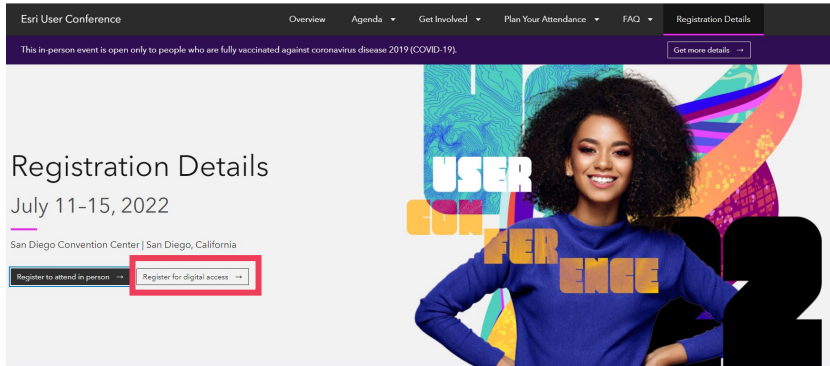 Esri User Conference
Overview
Agenda
Get Involved
Plan Your Attendance
FAQ
Registration Details
This in-person event is open only to people who are fully vaccinated against coronavirus disease 2019 (COVID-19).
Get more details →
Registration Details
July 11–15, 2022
San Diego Convention Center | San Diego, California
Register to attend in person →
Register for digital access →
USER
CON
FER
ENCE
22